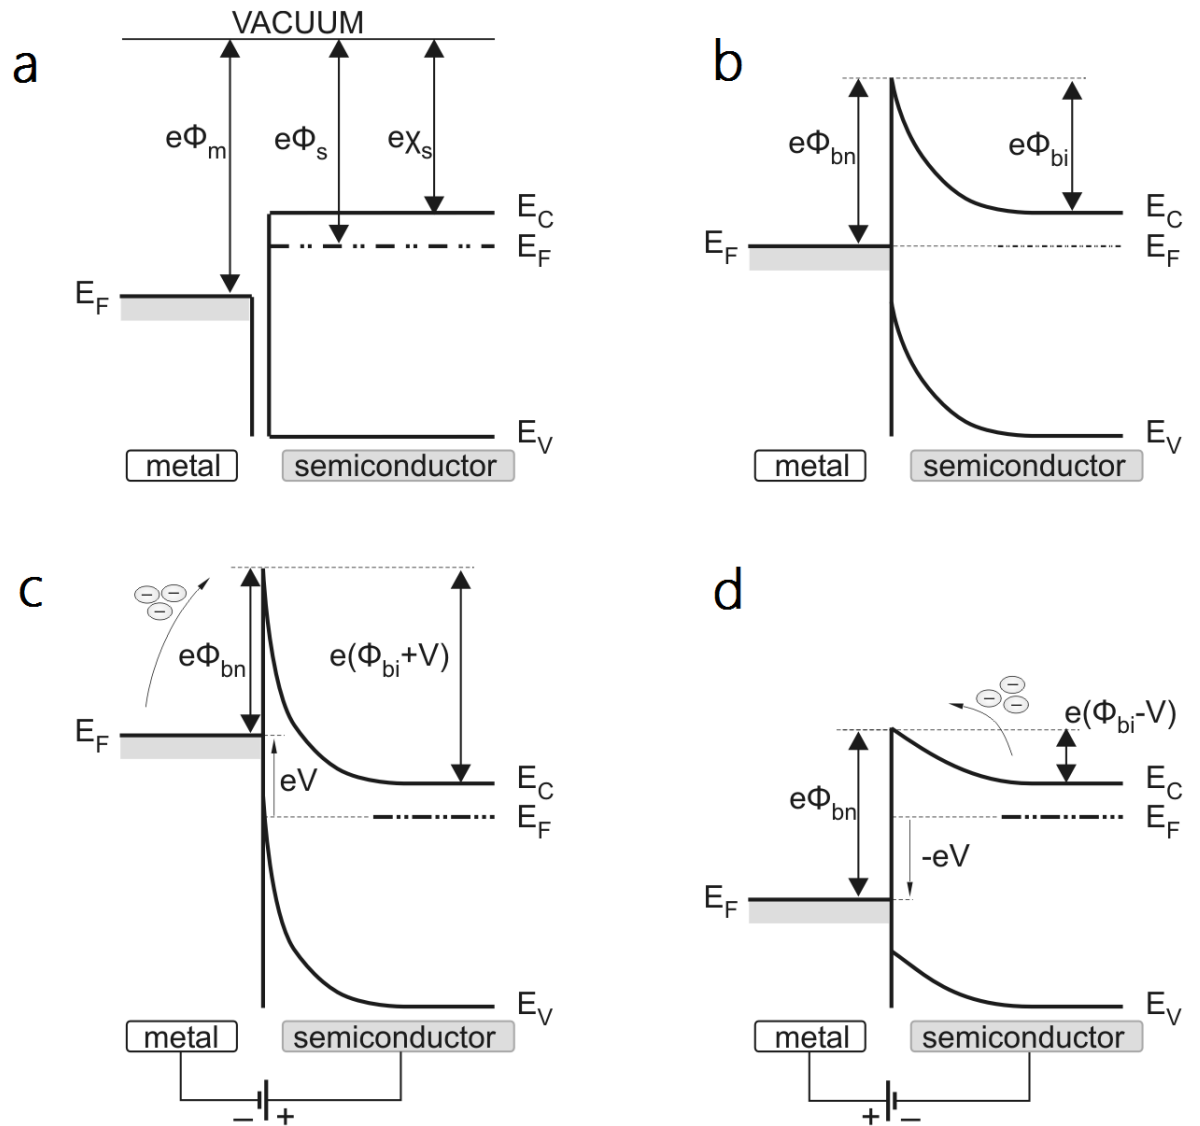 VACUUM
a
eΦm
eΦs
eχs
EC
EF
EF
EV
metal
semiconductor
b
eΦbn
eΦbi
EC
EF
EF
EV
metal
semiconductor
c
− − −
eΦbn
e(Φbi+V)
EF
eV
EC
EF
EV
metal
semiconductor
− +
d
− − −
e(Φbi-V)
eΦbn
EC
EF
-eV
EF
EV
metal
semiconductor
+ −